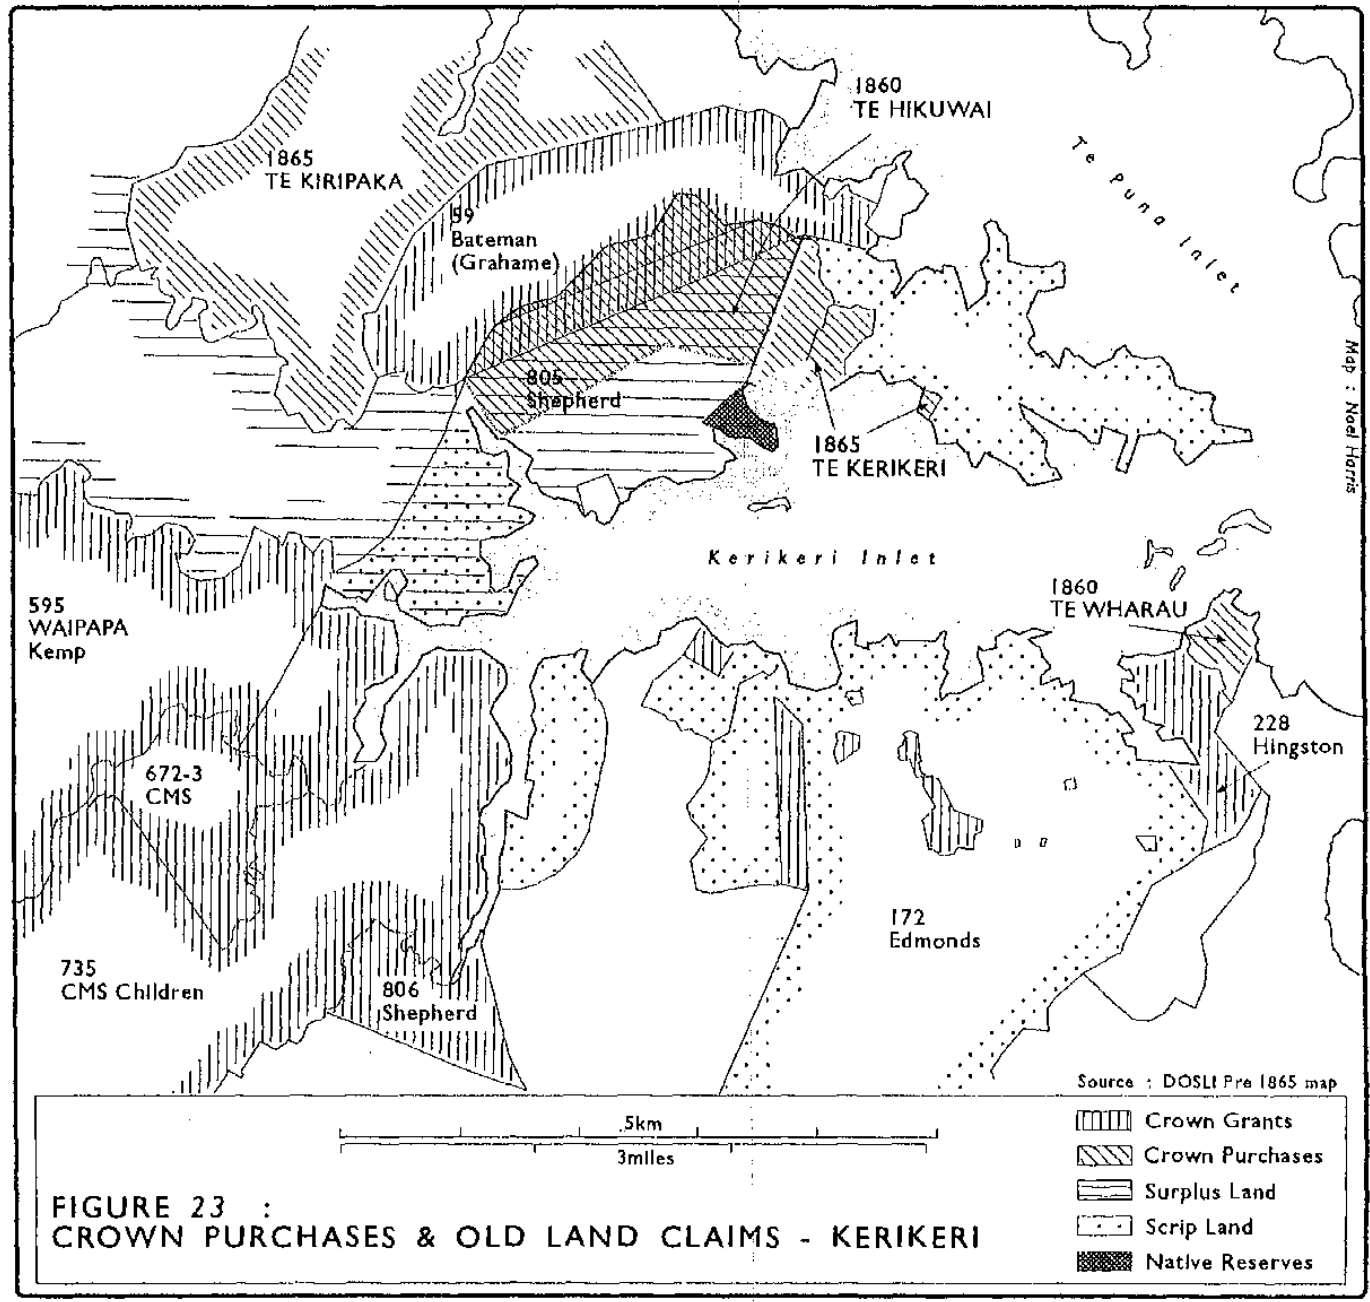 1860
TE HIKUWAI
1865
TE KIRIPAKA
Te Puna Inlet
59
Bateman
(Grahame)
Map : Noel Harris
805
Shepherd
1865
TE KERIKERI
Kerikeri Inlet
1860
TE WHARAU
595
WAIPAPA
Kemp
228
Hingston
672-3
CMS
172
Edmonds
735
CMS Children
806
Shepherd
Source : DOSLI Pre 1865 map
5km
3miles
Crown Grants
Crown Purchases
Surplus Land
Scrip Land
Native Reserves
FIGURE 23 :
CROWN PURCHASES & OLD LAND CLAIMS - KERIKERI